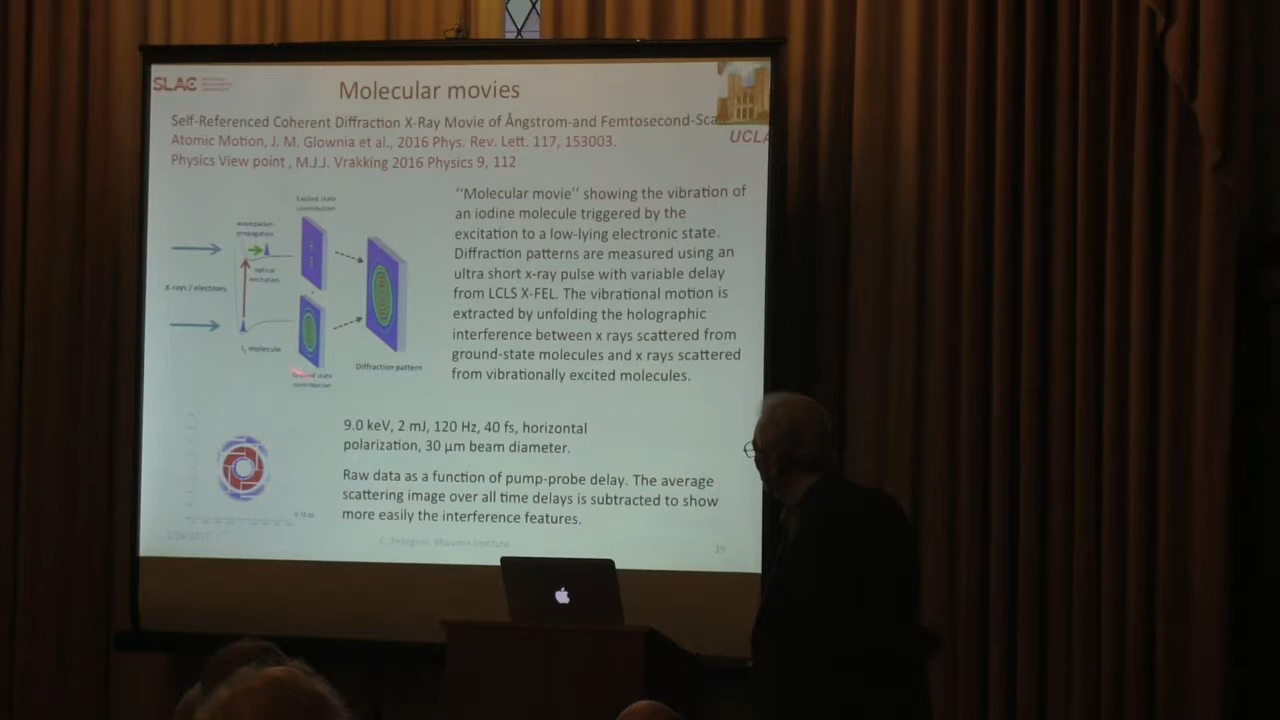 SLAC
Molecular movies
Self-Referenced Coherent Diffraction X-Ray Movie of Ångstrom-and Femtosecond-Sca
Atomic Motion, J. M. Glownia et al., 2016 Phys. Rev. Lett. 117, 153003.
UCLA
Physics View point , M.J.J. Vrakking 2016 Physics 9, 112
Excited state
contribution
wavepacket
propagation
optical
excitation
X-rays / electrons
I₂ molecule
Ground state
contribution
Diffraction pattern
“Molecular movie” showing the vibration of
an iodine molecule triggered by the
excitation to a low-lying electronic state.
Diffraction patterns are measured using an
ultra short x-ray pulse with variable delay
from LCLS X-FEL. The vibrational motion is
extracted by unfolding the holographic
interference between x rays scattered from
ground-state molecules and x rays scattered
from vibrationally excited molecules.
9.0 keV, 2 mJ, 120 Hz, 40 fs, horizontal
polarization, 30 µm beam diameter.
Raw data as a function of pump-probe delay. The average
scattering image over all time delays is subtracted to show
more easily the interference features.
C. Pellegrini, Bhaumik Institute